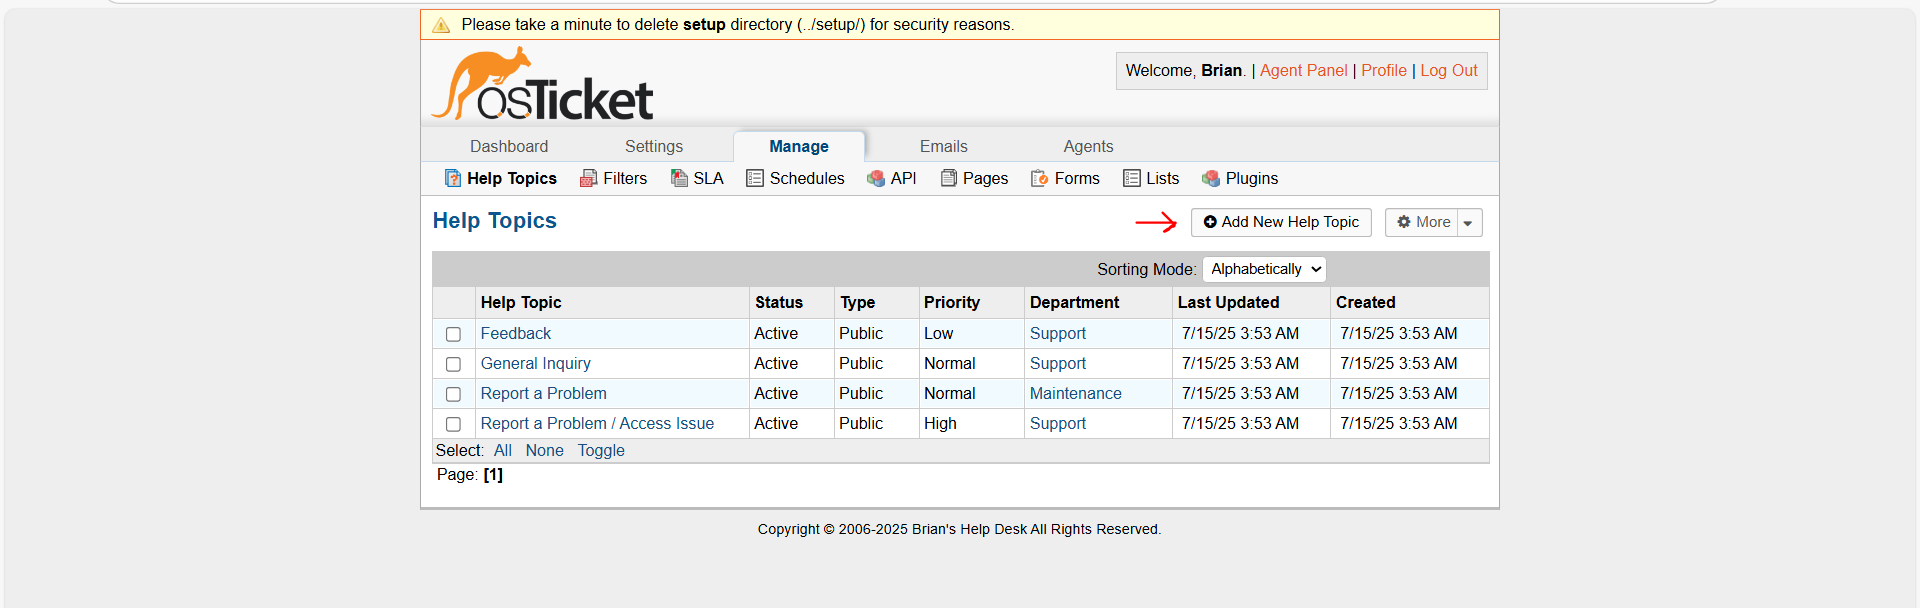 Please take a minute to delete setup directory (../setup/) for security reasons.
osTicket
Welcome, Brian. | Agent Panel | Profile | Log Out
Dashboard Settings Manage Emails Agents
Help Topics Filters SLA Schedules API Pages Forms Lists Plugins
Help Topics
Add New Help Topic More
Sorting Mode: Alphabetically
Help Topic Status Type Priority Department Last Updated Created
Feedback Active Public Low Support 7/15/25 3:53 AM 7/15/25 3:53 AM
General Inquiry Active Public Normal Support 7/15/25 3:53 AM 7/15/25 3:53 AM
Report a Problem Active Public Normal Maintenance 7/15/25 3:53 AM 7/15/25 3:53 AM
Report a Problem / Access Issue Active Public High Support 7/15/25 3:53 AM 7/15/25 3:53 AM
Select: All None Toggle
Page: [1]
Copyright © 2006-2025 Brian's Help Desk All Rights Reserved.